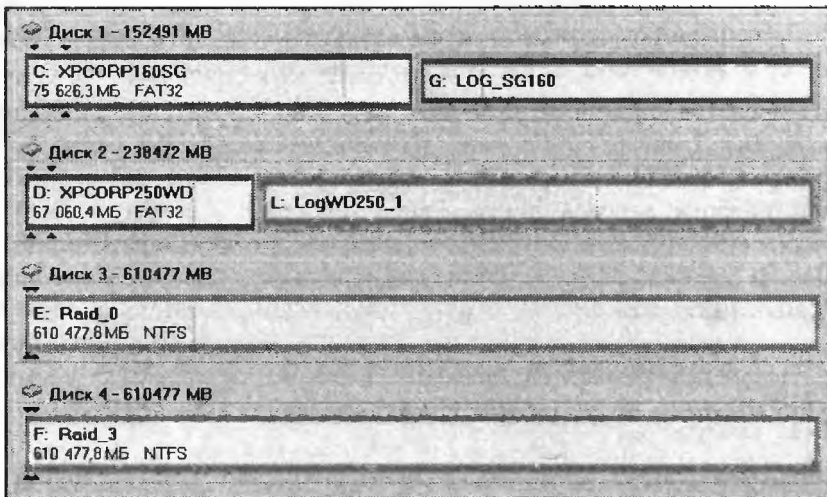 Диск 1 - 152491 MB
C: XPCORP160SG
75 626,3 МБ FAT32
G: LOG_SG160
Диск 2 - 238472 MB
D: XPCORP250WD
67 060,4 МБ FAT32
L: LogWD250_1
Диск 3 - 610477 MB
E: Raid_0
610 477,8 МБ NTFS
Диск 4 - 610477 MB
F: Raid_3
610 477,8 МБ NTFS